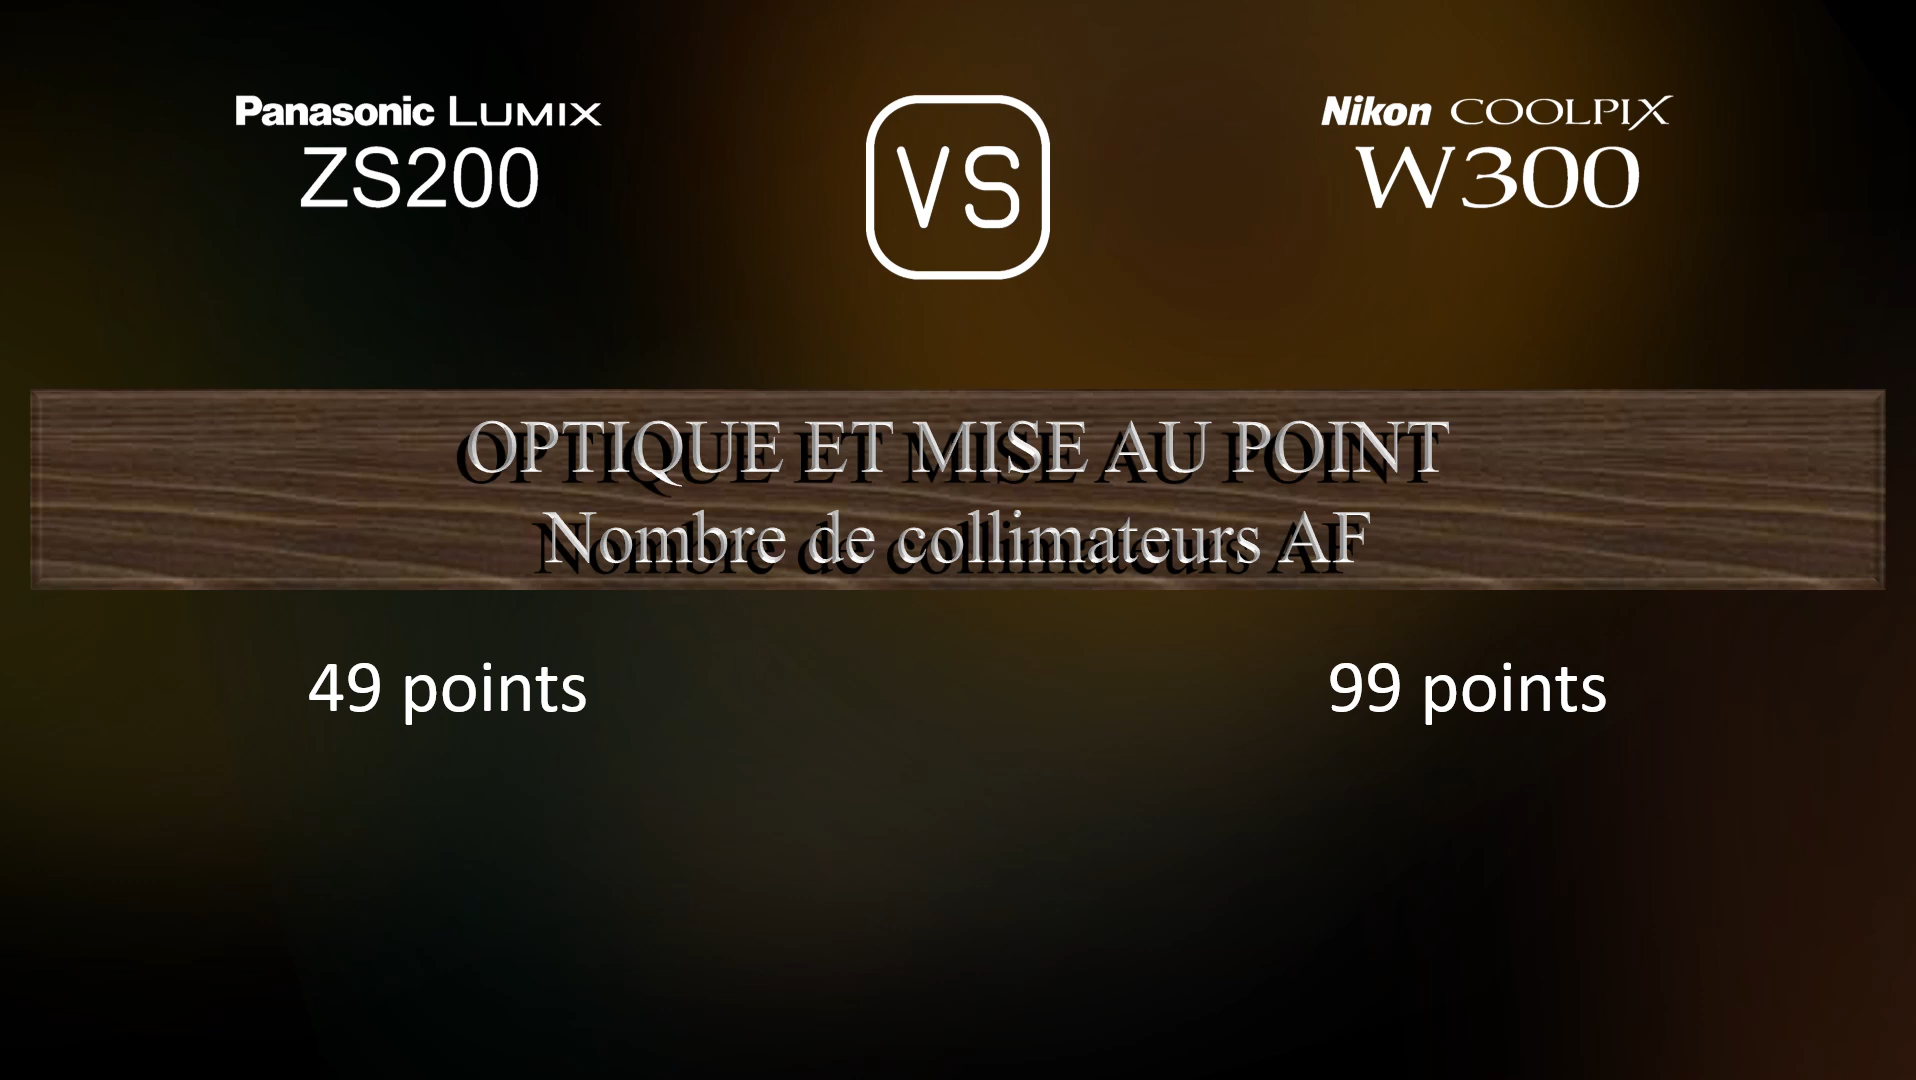 Panasonic LUMIX
ZS200
VS
Nikon COOLPIX
W300
OPTIQUE ET MISE AU POINT
Nombre de collimateurs AF
49 points
99 points